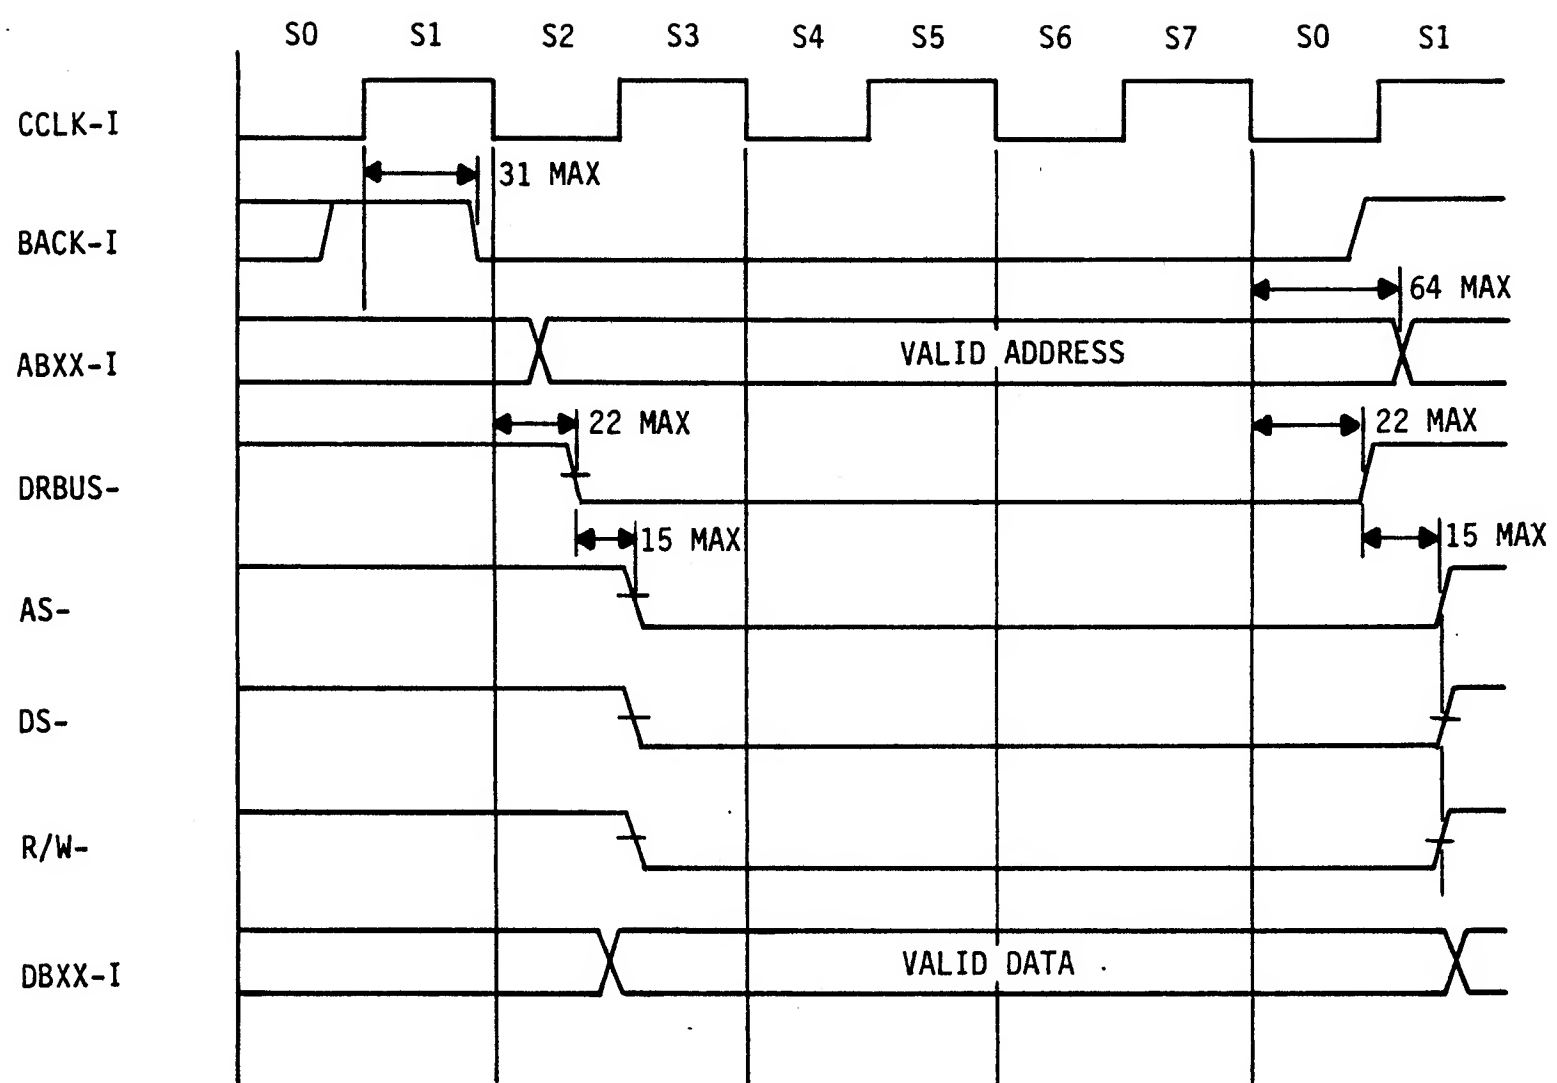 S0 S1 S2 S3 S4 S5 S6 S7 S0 S1
CCLK-I
31 MAX
BACK-I
64 MAX
ABXX-I
VALID ADDRESS
22 MAX
22 MAX
DRBUS-
15 MAX
15 MAX
AS-
DS-
R/W-
DBXX-I
VALID DATA